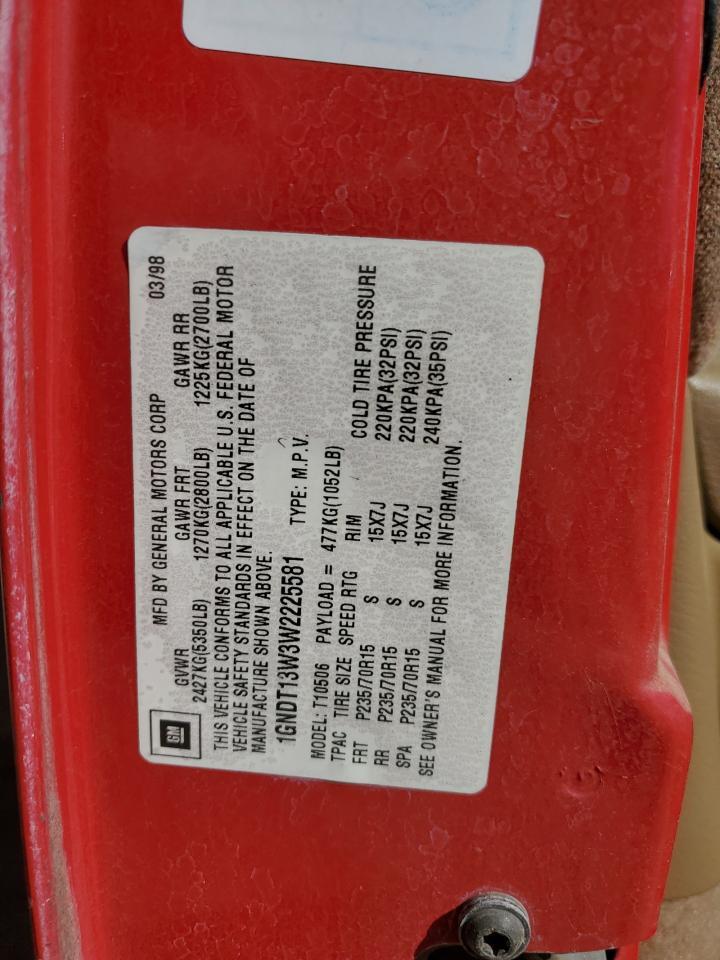 GM
MFD BY GENERAL MOTORS CORP 03/98
GVWR GAWR FRT GAWR RR
2427KG(5350LB) 1270KG(2800LB) 1225KG(2700LB)
THIS VEHICLE CONFORMS TO ALL APPLICABLE U.S. FEDERAL MOTOR
VEHICLE SAFETY STANDARDS IN EFFECT ON THE DATE OF
MANUFACTURE SHOWN ABOVE.
1GNDT13W3W2225581 TYPE: M.P.V.
MODEL: T10506 PAYLOAD = 477KG(1052LB)
TPAC TIRE SIZE SPEED RTG RIM COLD TIRE PRESSURE
FRT P235/70R15 S 15X7J 220KPA(32PSI)
RR P235/70R15 S 15X7J 220KPA(32PSI)
SPA P235/70R15 S 15X7J 240KPA(35PSI)
SEE OWNER'S MANUAL FOR MORE INFORMATION.